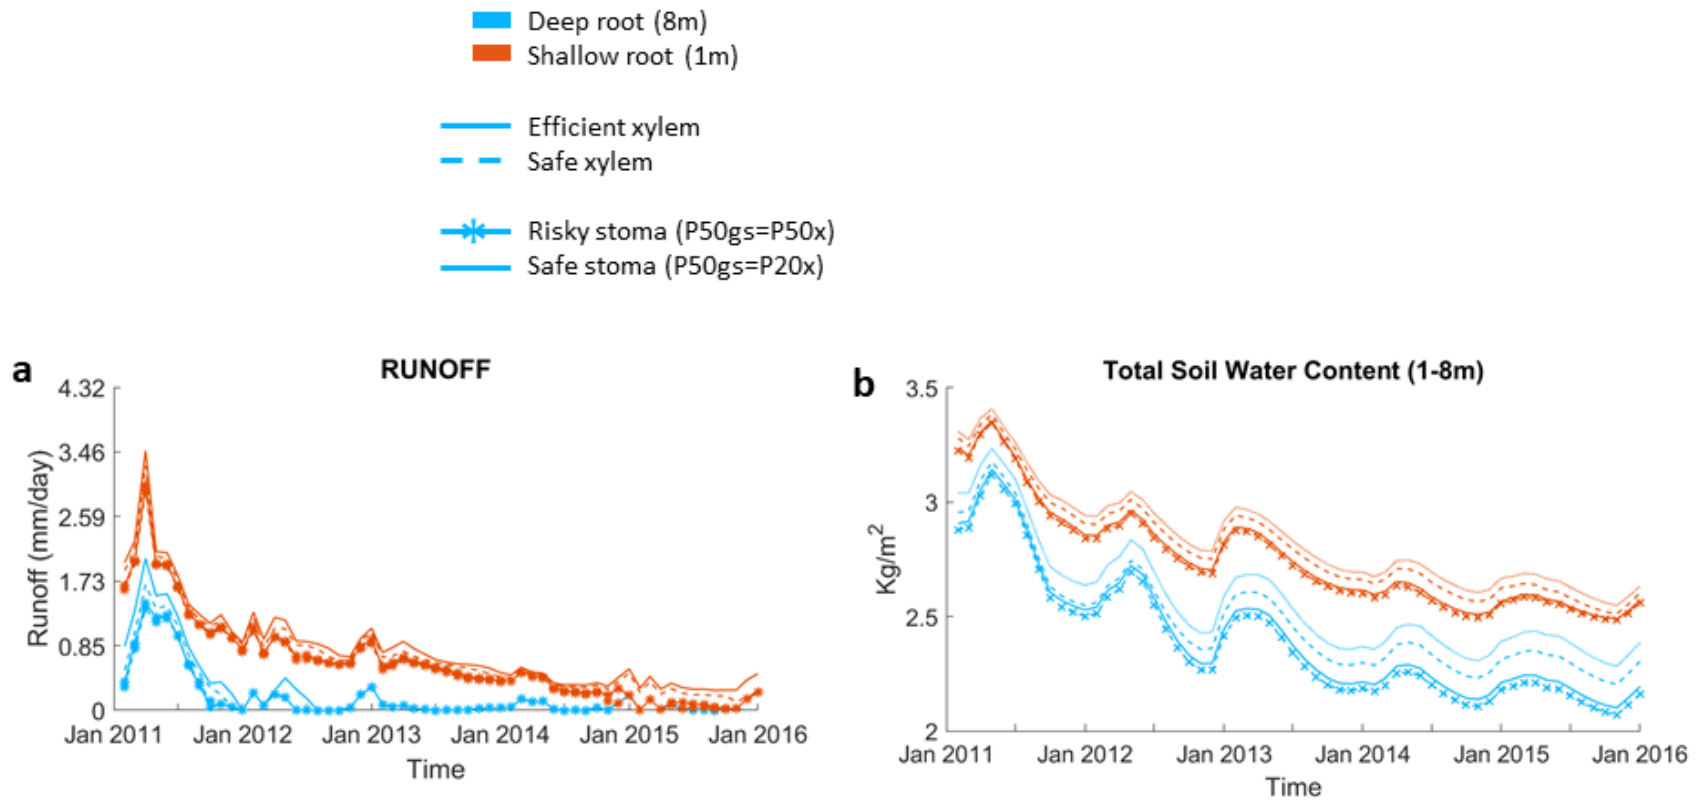 Deep root (8m)
Shallow root (1m)
Efficient xylem
Safe xylem
Risky stoma (P50gs=P50x)
Safe stoma (P50gs=P20x)
a
RUNOFF
4.32
3.46
2.59
1.73
0.85
0
Runoff (mm/day)
Jan 2011
Jan 2012
Jan 2013
Jan 2014
Jan 2015
Jan 2016
Time
b
Total Soil Water Content (1-8m)
3.5
3
2.5
2
Kg/m²
Jan 2011
Jan 2012
Jan 2013
Jan 2014
Jan 2015
Jan 2016
Time